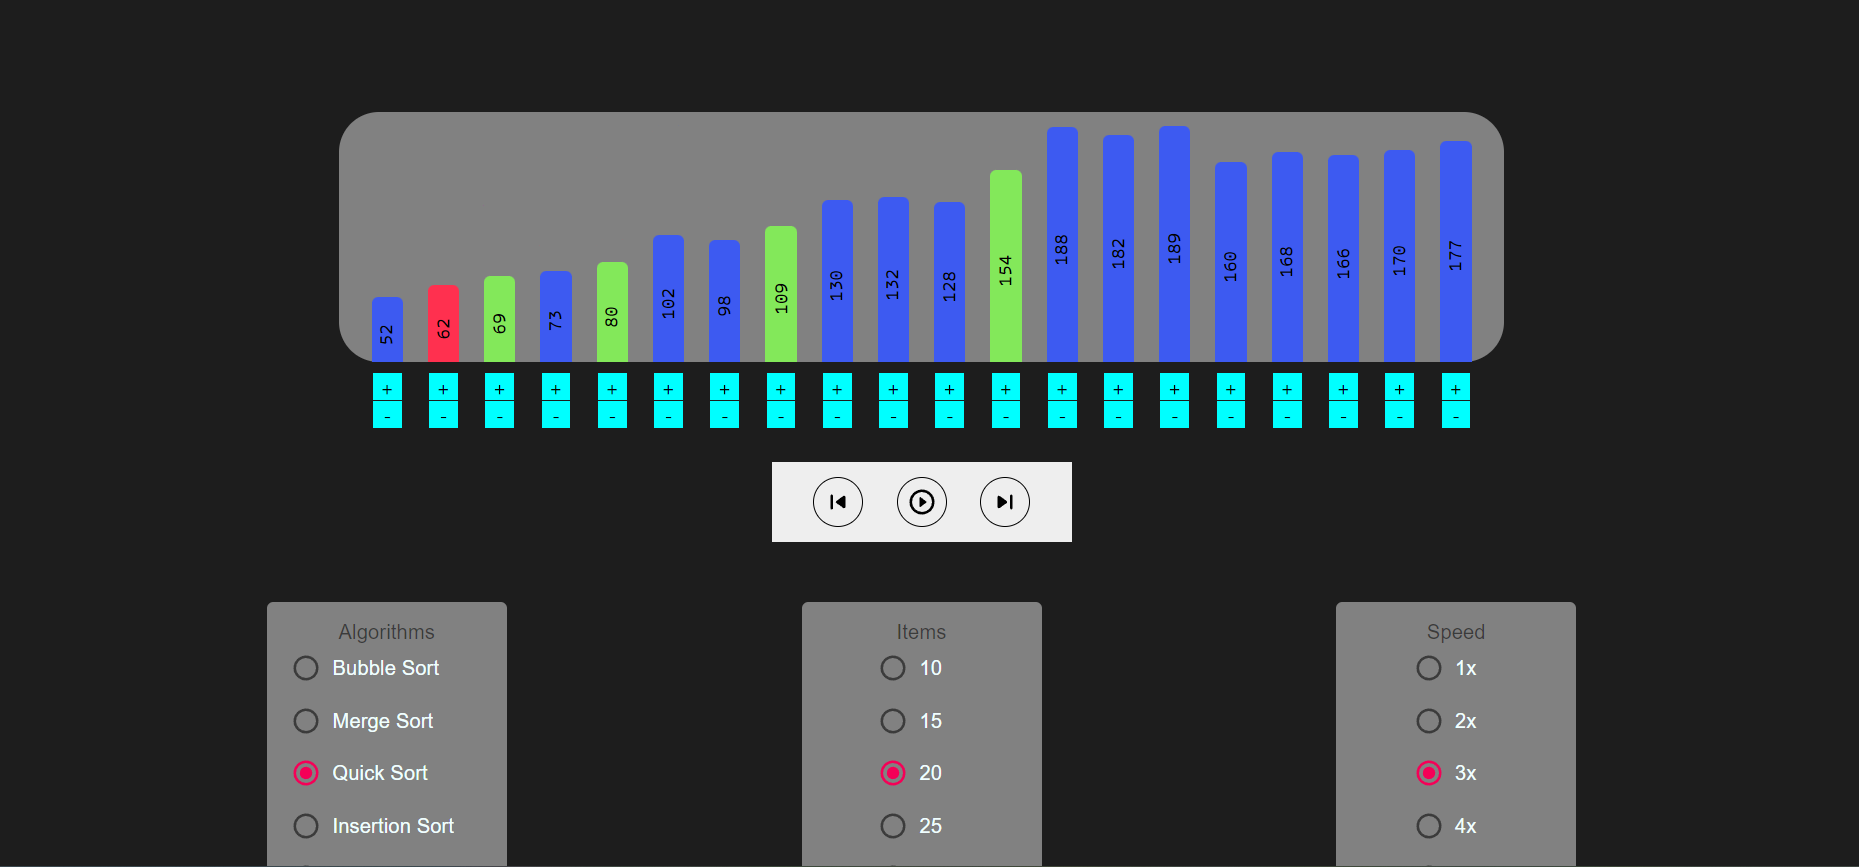 52 62 69 73 80 102 98 109 130 132 128 154 188 182 189 160 168 166 170 177
+ + + + + + + + + + + + + + + + + + + +
- - - - - - - - - - - - - - - - - - - -
Algorithms
Bubble Sort
Merge Sort
Quick Sort
Insertion Sort
Items
10
15
20
25
Speed
1x
2x
3x
4x